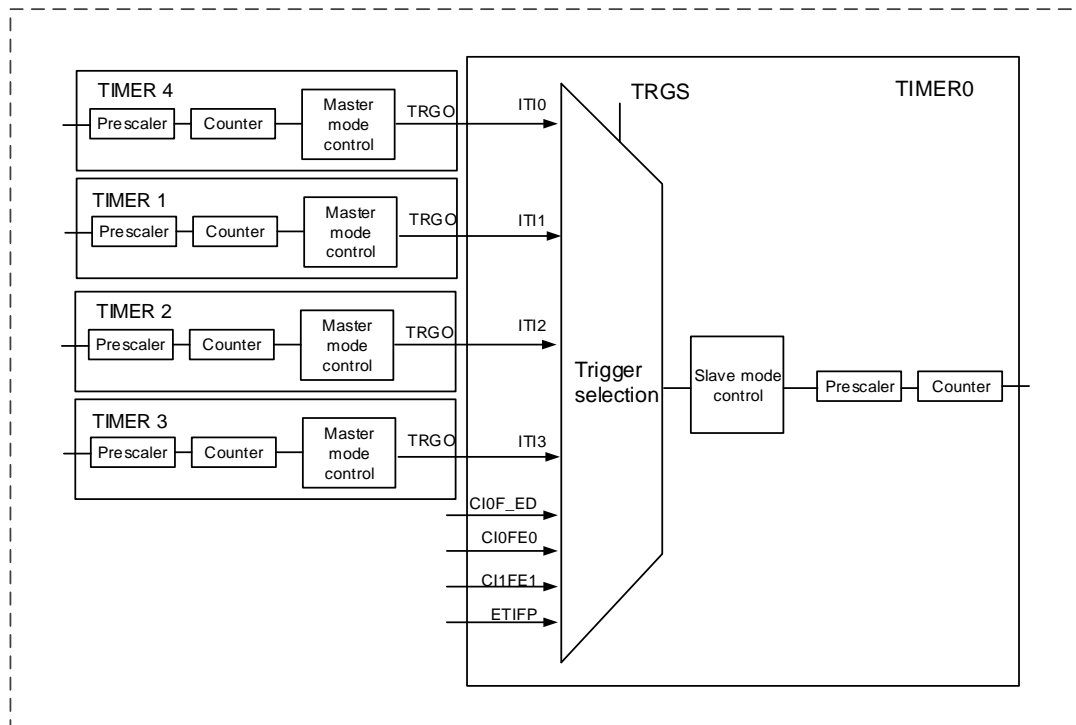 TIMER 4
Prescaler
Counter
Master
mode
control
TRGO
ITI0
TRGS
TIMER0
TIMER 1
Prescaler
Counter
Master
mode
control
TRGO
ITI1
TIMER 2
Prescaler
Counter
Master
mode
control
TRGO
ITI2
Trigger
selection
Slave mode
control
Prescaler
Counter
TIMER 3
Prescaler
Counter
Master
mode
control
TRGO
ITI3
CI0F_ED
CI0FE0
CI1FE1
ETIFP